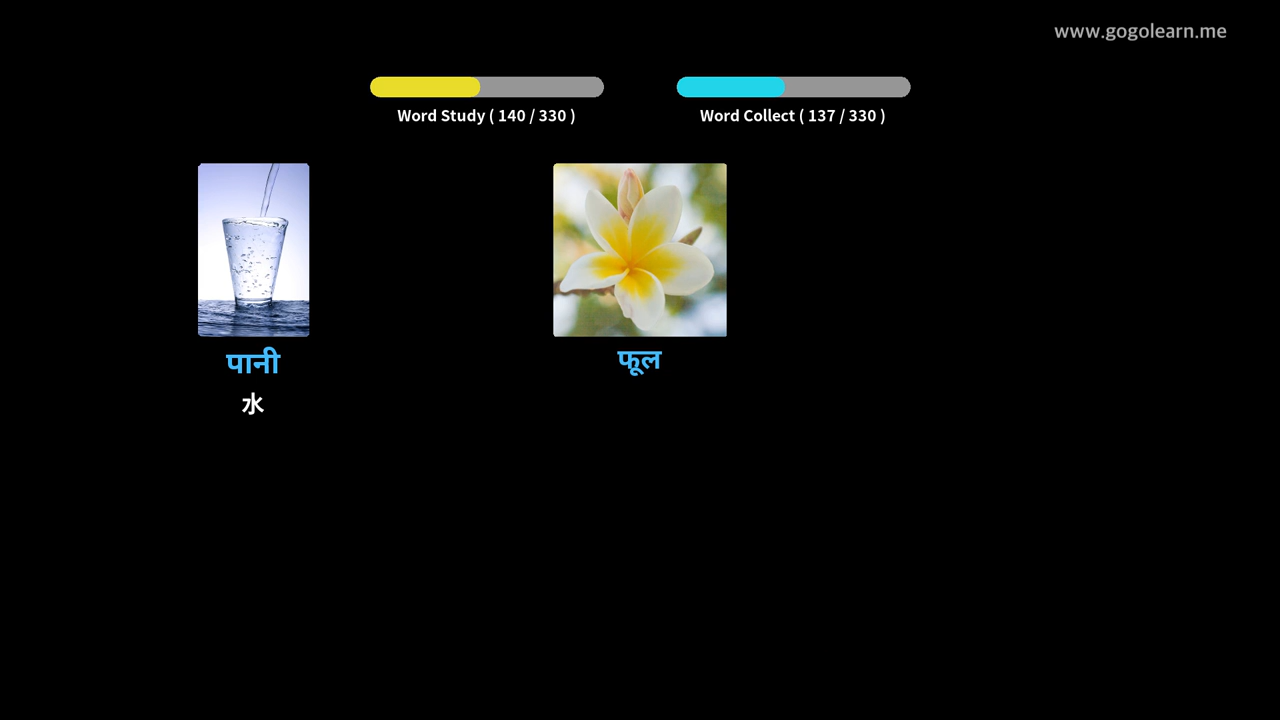 www.gogolearn.me
Word Study ( 140 / 330 )
Word Collect ( 137 / 330 )
पानी
水
फूल